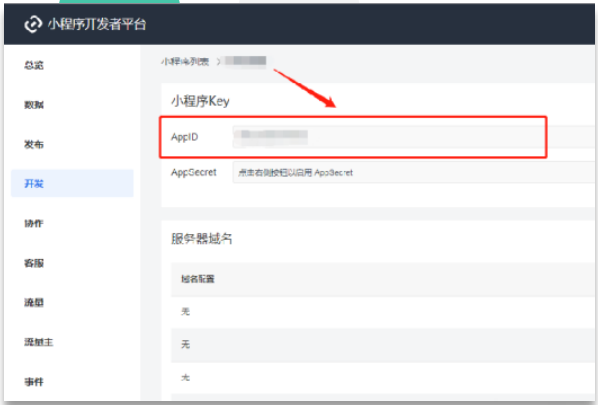 小程序开发者平台
总览
小程序列表 >
数据
小程序Key
发布
AppID
开发
AppSecret 点击右侧按钮以启用 AppSecret
协作
服务器域名
客服
域名配置
流量
无
流量主
无
事件
无